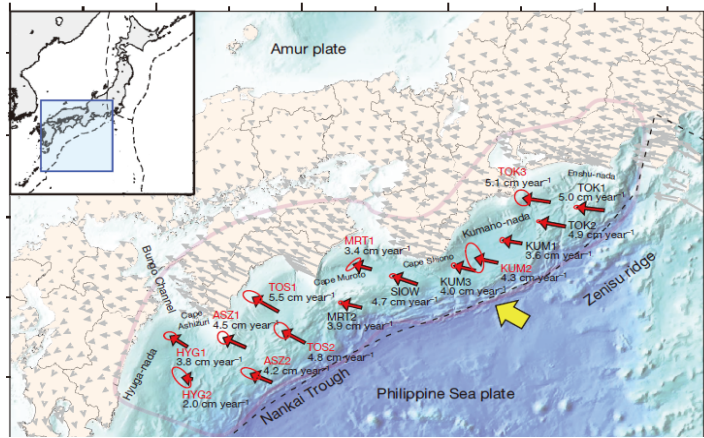 Amur plate
TOK3
5.1 cm year⁻¹
Enshu-nada
TOK1
5.0 cm year⁻¹
TOK2
4.9 cm year⁻¹
Kumano-nada
KUM1
3.6 cm year⁻¹
KUM2
4.3 cm year⁻¹
KUM3
4.0 cm year⁻¹
Cape Shiono
SIOW
4.7 cm year⁻¹
MRT1
3.4 cm year⁻¹
Cape Muroto
MRT2
3.9 cm year⁻¹
TOS1
5.5 cm year⁻¹
TOS2
4.8 cm year⁻¹
Bungo Channel
Cape
Ashizuri
ASZ1
4.5 cm year⁻¹
ASZ2
4.2 cm year⁻¹
HYG1
3.8 cm year⁻¹
Hyuga-nada
HYG2
2.0 cm year⁻¹
Nankai Trough
Zenisu ridge
Philippine Sea plate